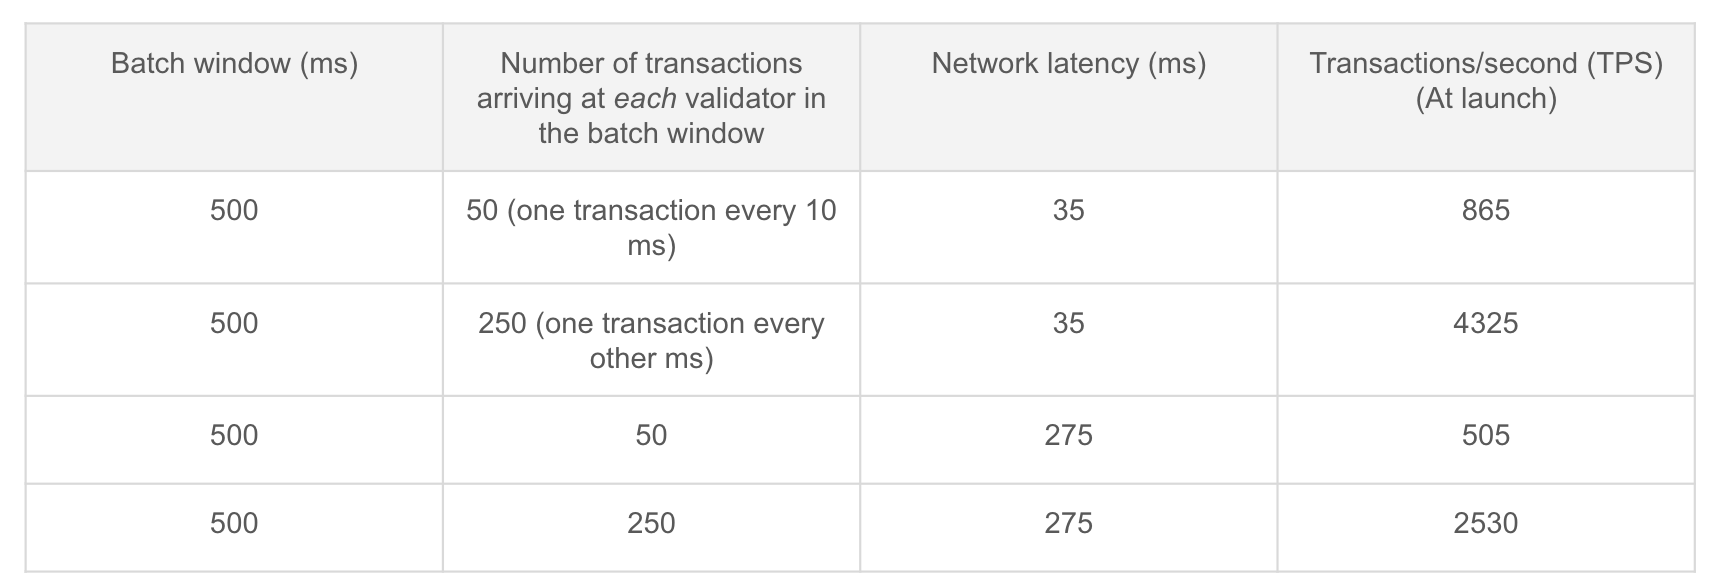 Batch window (ms)
Number of transactions
arriving at each validator in
the batch window
Network latency (ms)
Transactions/second (TPS)
(At launch)
500
50 (one transaction every 10
ms)
35
865
500
250 (one transaction every
other ms)
35
4325
500
50
275
505
500
250
275
2530